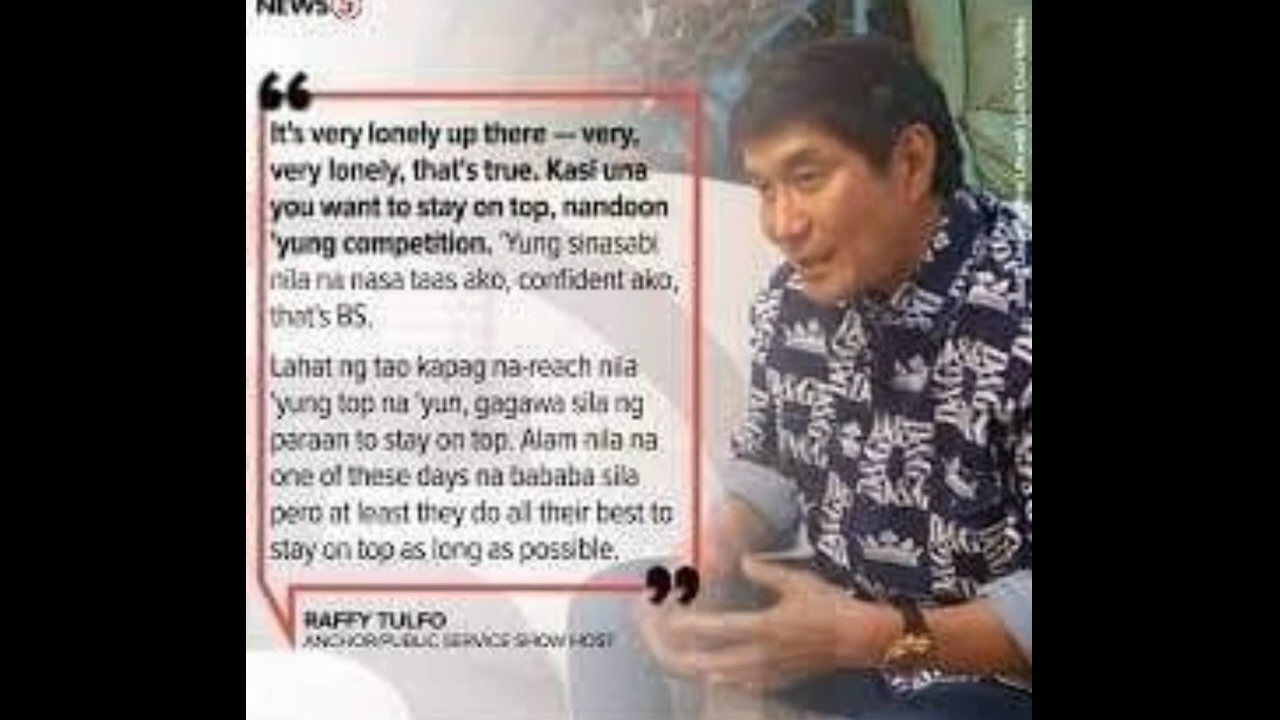 NEWS5
“
It's very lonely up there — very,
very lonely, that's true. Kasi una
you want to stay on top, nandoon
'yung competition. 'Yung sinasabi
nila na nasa taas ako, confident ako,
that's BS.
Lahat ng tao kapag na-reach nila
'yung top na 'yun, gagawa sila ng
paraan to stay on top. Alam nila na
one of these days na bababa sila
pero at least they do all their best to
stay on top as long as possible.
”
RAFFY TULFO
ANCHOR/PUBLIC SERVICE SHOW HOST